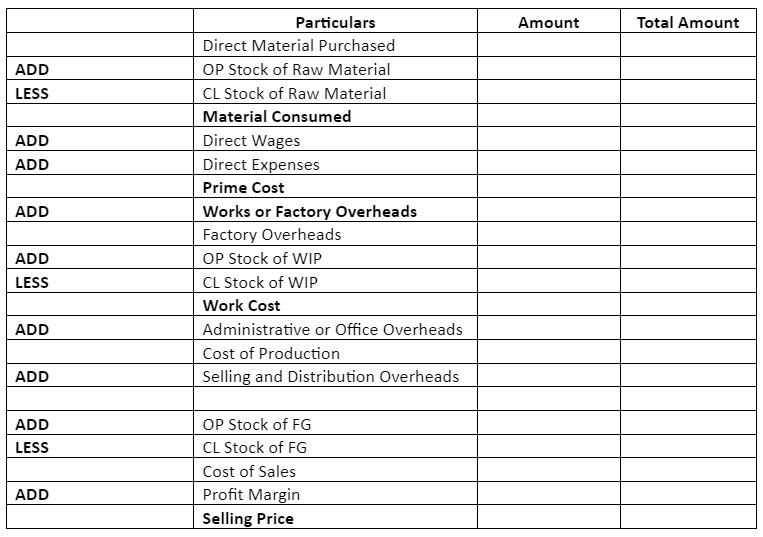 Particulars Amount Total Amount
Direct Material Purchased
ADD OP Stock of Raw Material
LESS CL Stock of Raw Material
Material Consumed
ADD Direct Wages
ADD Direct Expenses
Prime Cost
ADD Works or Factory Overheads
Factory Overheads
ADD OP Stock of WIP
LESS CL Stock of WIP
Work Cost
ADD Administrative or Office Overheads
Cost of Production
ADD Selling and Distribution Overheads
ADD OP Stock of FG
LESS CL Stock of FG
Cost of Sales
ADD Profit Margin
Selling Price